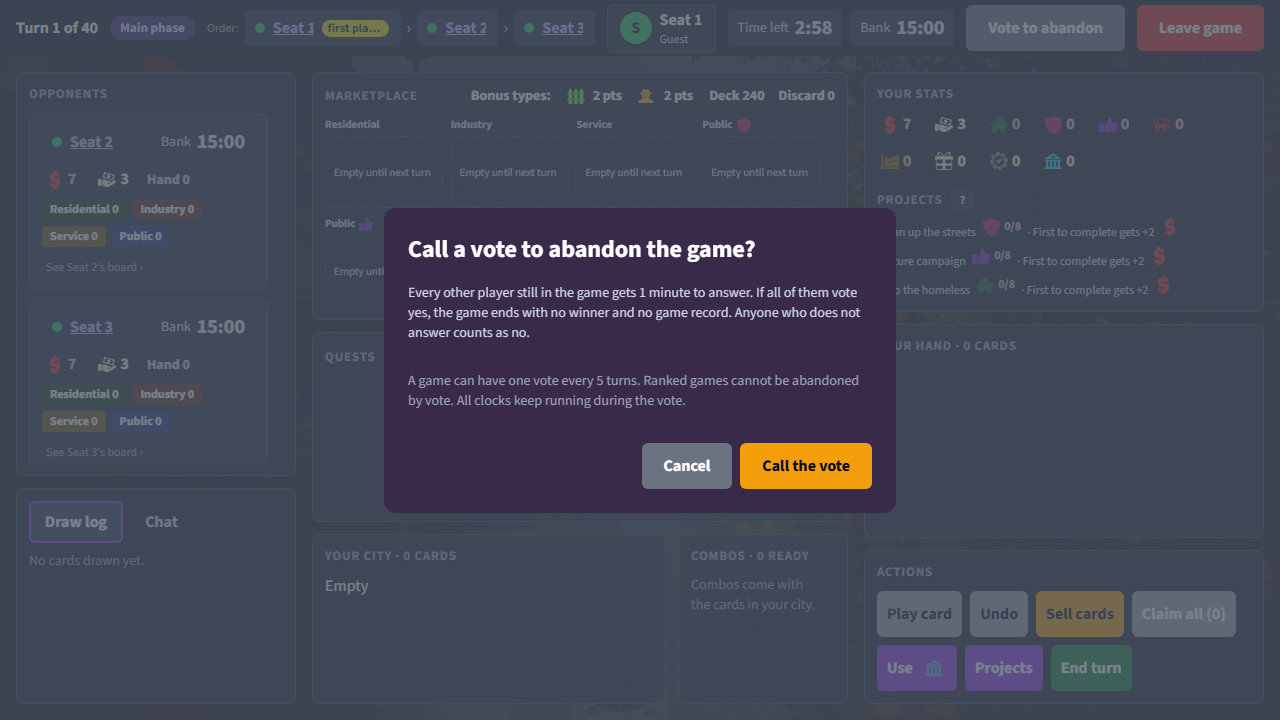 Turn 1 of 40
Main phase
Order:
Seat 1 first pla… › Seat 2 › Seat 3
S
Seat 1
Guest
Time left 2:58
Bank 15:00
Vote to abandon
Leave game
OPPONENTS
Seat 2
Bank 15:00
7 3 Hand 0
Residential 0 Industry 0
Service 0 Public 0
See Seat 2's board ›
Seat 3
Bank 15:00
7 3 Hand 0
Residential 0 Industry 0
Service 0 Public 0
See Seat 3's board ›
Draw log Chat
No cards drawn yet.
MARKETPLACE
Bonus types: 2 pts 2 pts Deck 240 Discard 0
Residential Industry Service Public
Empty until next turn Empty until next turn Empty until next turn Empty until next turn
Public
Empty unti
QUESTS
Call a vote to abandon the game?
Every other player still in the game gets 1 minute to answer. If all of them vote
yes, the game ends with no winner and no game record. Anyone who does not
answer counts as no.
A game can have one vote every 5 turns. Ranked games cannot be abandoned
by vote. All clocks keep running during the vote.
Cancel Call the vote
YOUR CITY · 0 CARDS
Empty
COMBOS · 0 READY
Combos come with
the cards in your city.
YOUR STATS
7 3 0 0 0 0
0 0 0 0
PROJECTS ?
an up the streets 0/8 · First to complete gets +2
ture campaign 0/8 · First to complete gets +2
the homeless 0/8 · First to complete gets +2
UR HAND · 0 CARDS
ACTIONS
Play card Undo Sell cards Claim all (0)
Use Projects End turn